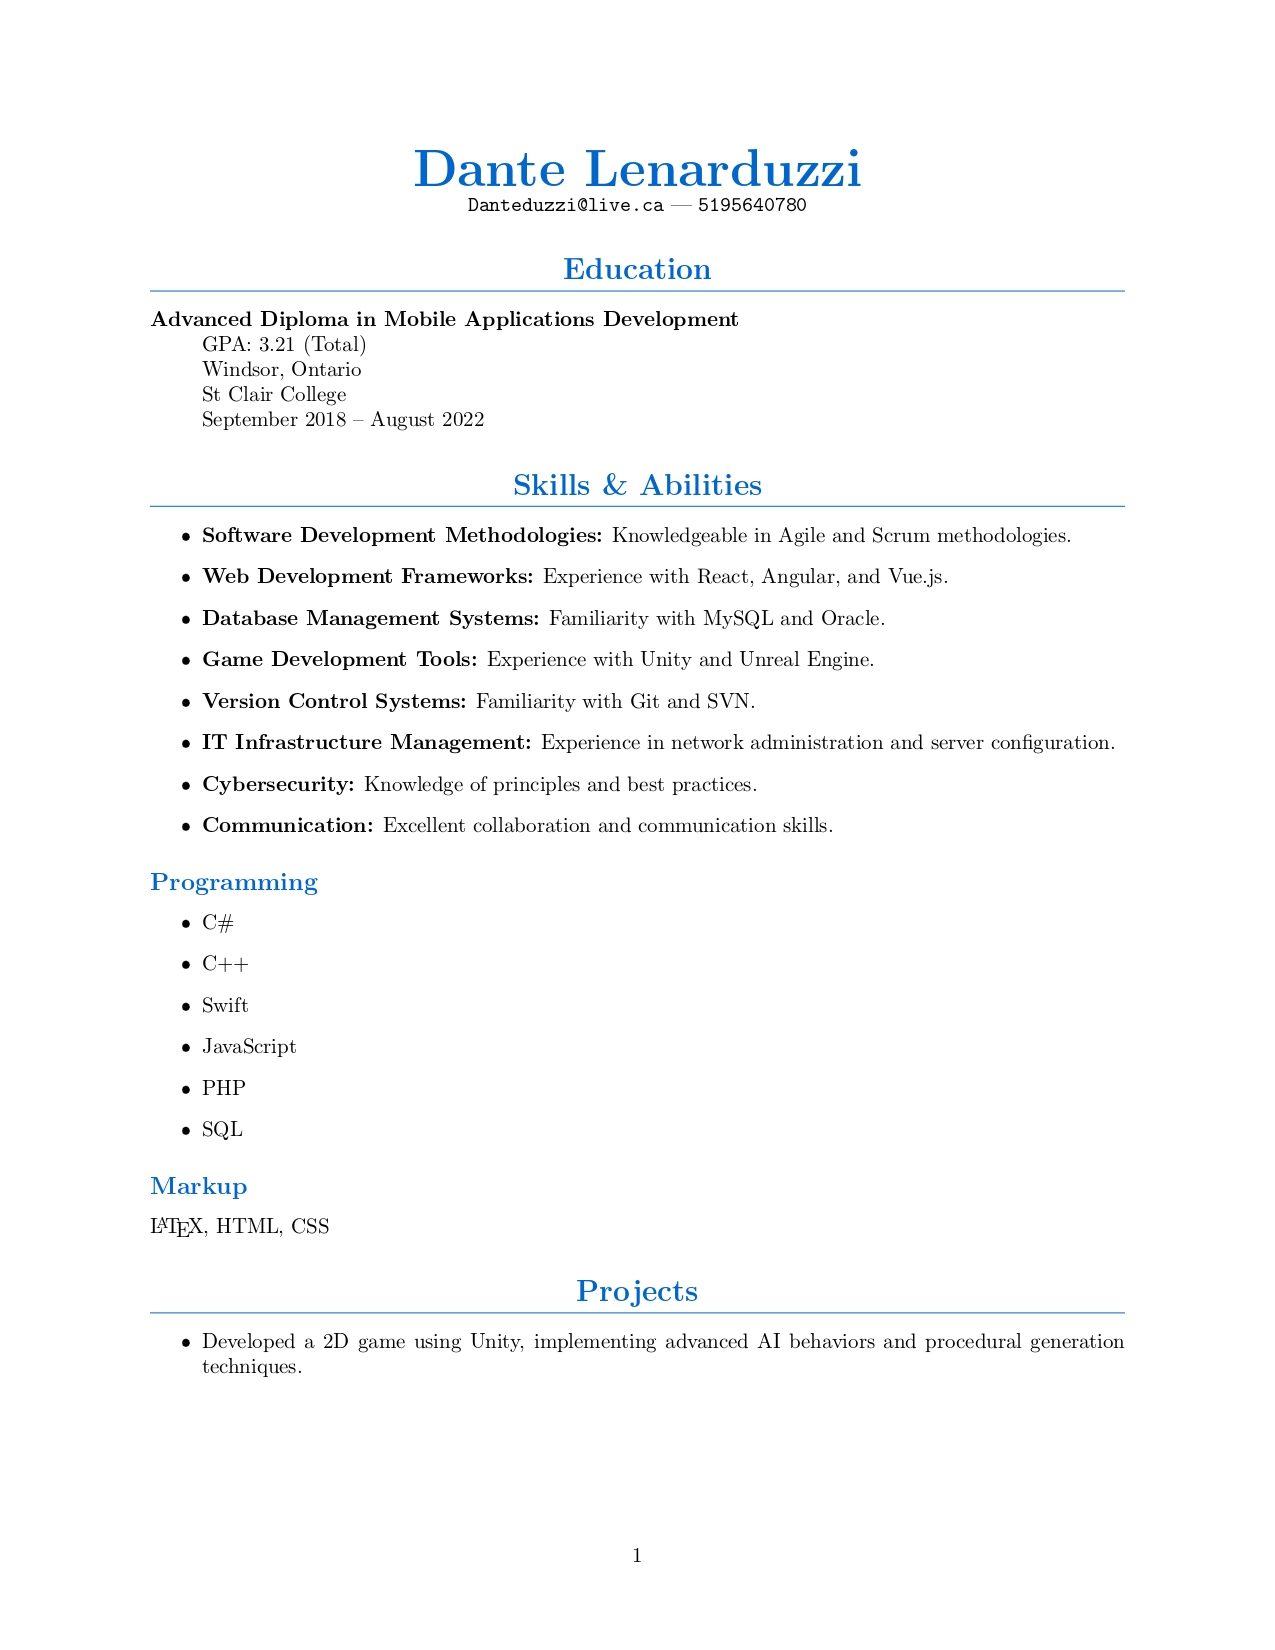 Dante Lenarduzzi
Danteduzzi@live.ca — 5195640780
Education
Advanced Diploma in Mobile Applications Development
GPA: 3.21 (Total)
Windsor, Ontario
St Clair College
September 2018 – August 2022
Skills & Abilities
• Software Development Methodologies: Knowledgeable in Agile and Scrum methodologies.
• Web Development Frameworks: Experience with React, Angular, and Vue.js.
• Database Management Systems: Familiarity with MySQL and Oracle.
• Game Development Tools: Experience with Unity and Unreal Engine.
• Version Control Systems: Familiarity with Git and SVN.
• IT Infrastructure Management: Experience in network administration and server configuration.
• Cybersecurity: Knowledge of principles and best practices.
• Communication: Excellent collaboration and communication skills.
Programming
• C#
• C++
• Swift
• JavaScript
• PHP
• SQL
Markup
LATEX, HTML, CSS
Projects
• Developed a 2D game using Unity, implementing advanced AI behaviors and procedural generation
techniques.
1